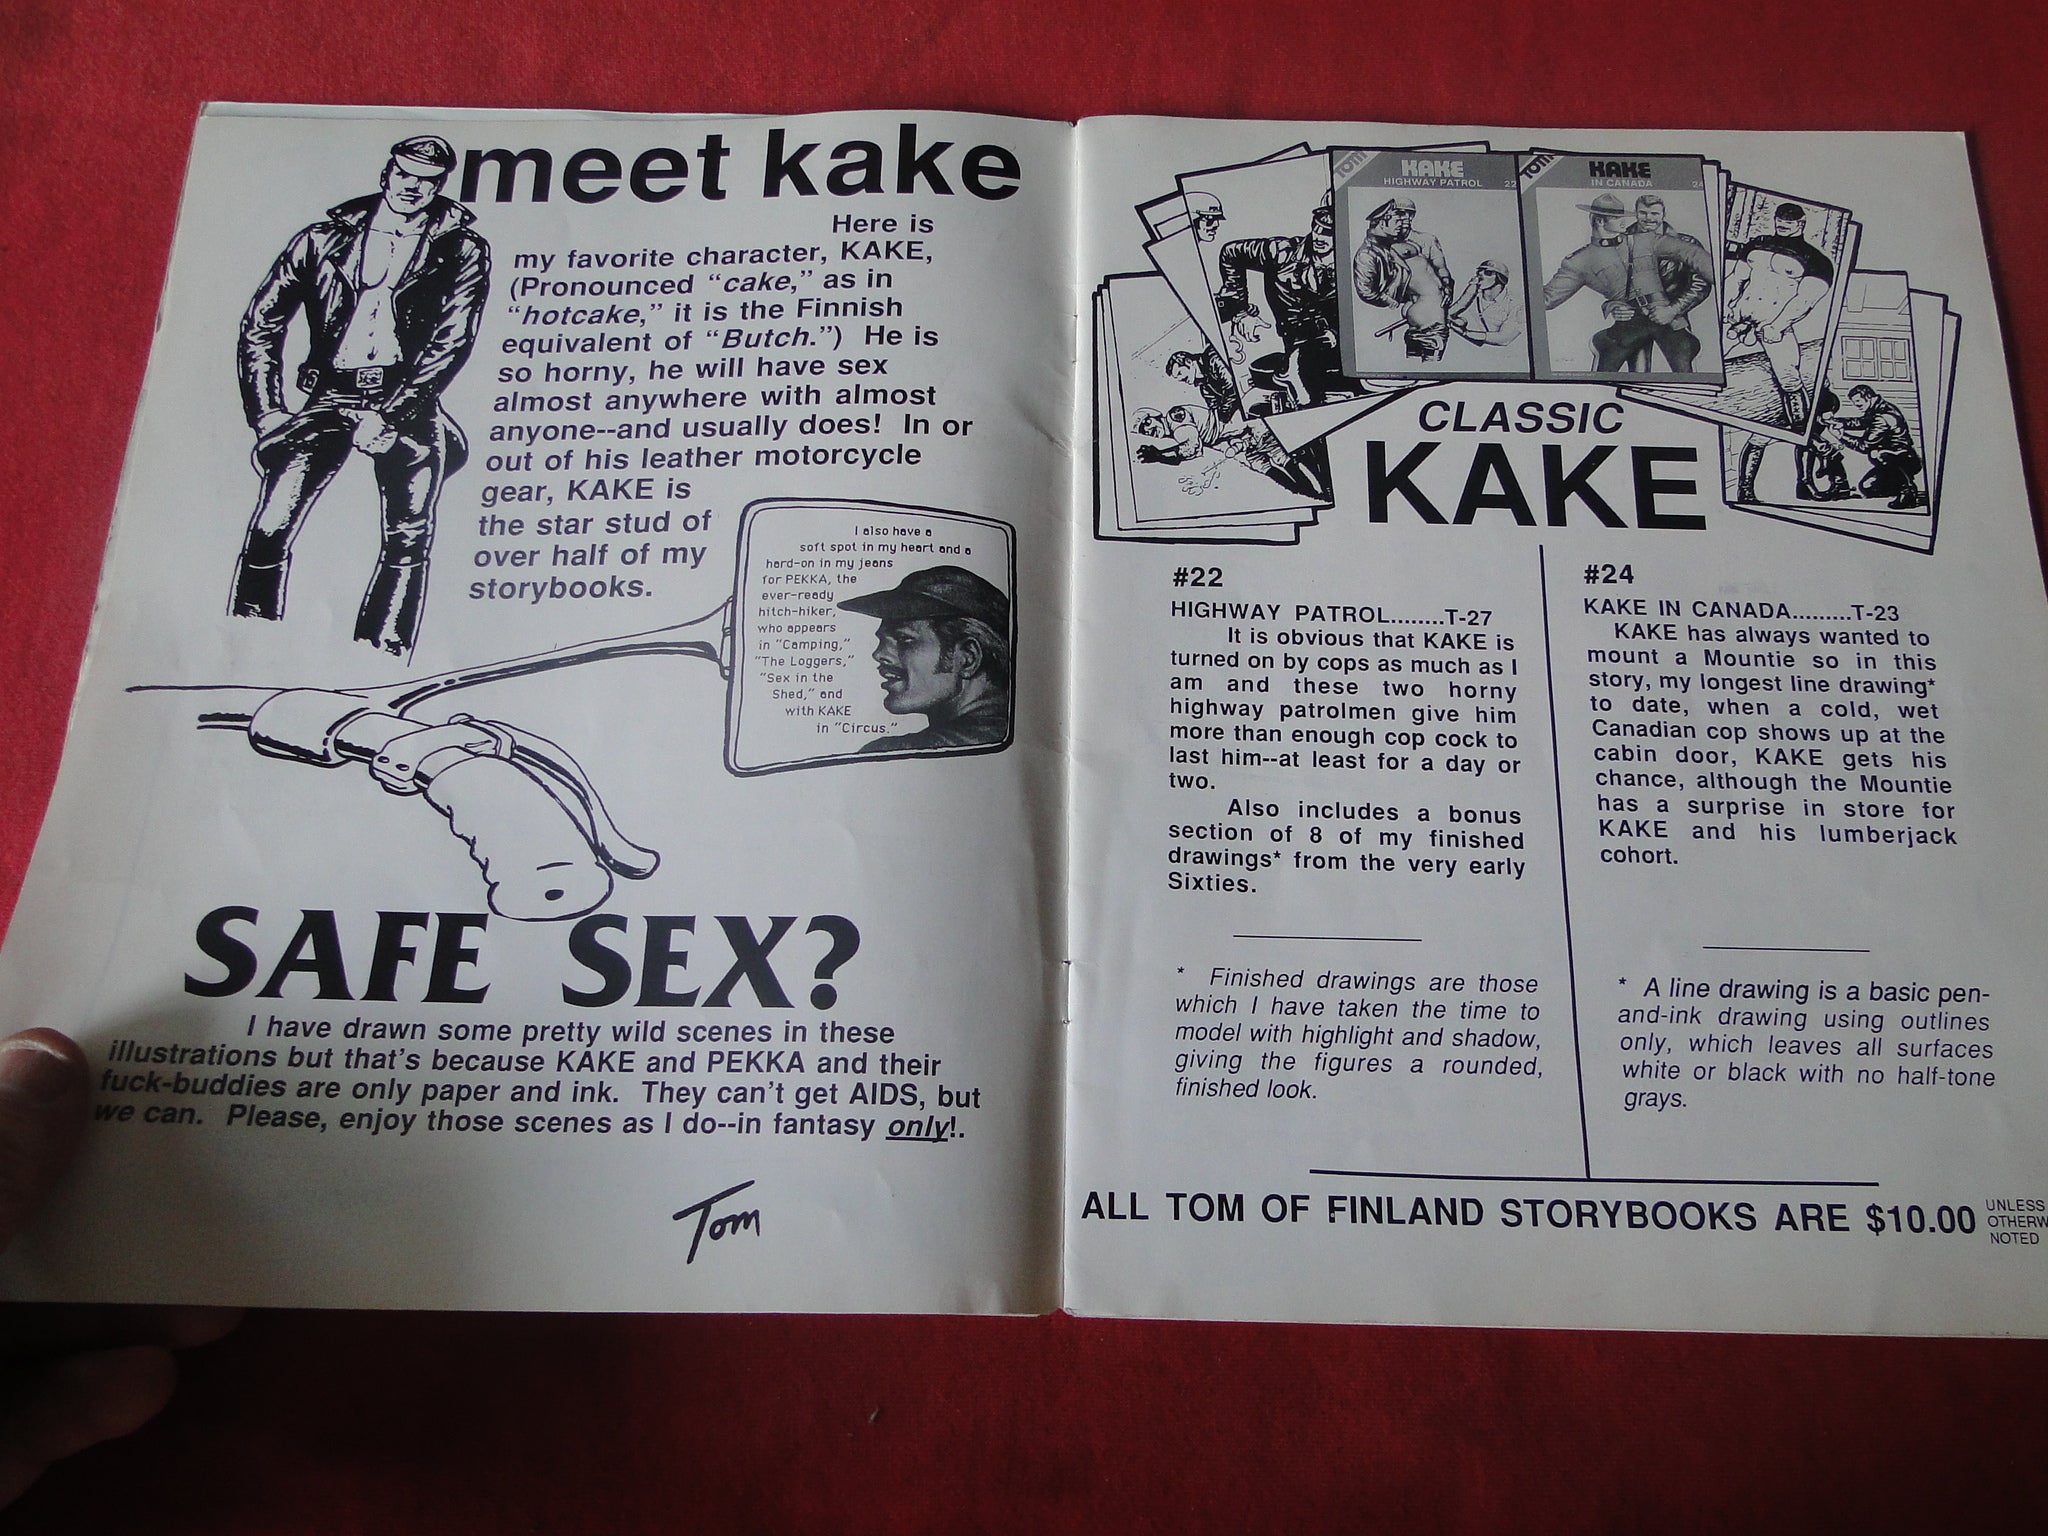 meet kake
Here is
my favorite character, KAKE,
(Pronounced “cake,” as in
“hotcake,” it is the Finnish
equivalent of “Butch.”) He is
so horny, he will have sex
almost anywhere with almost
anyone--and usually does! In or
out of his leather motorcycle
gear, KAKE is
the star stud of
over half of my
storybooks.
I also have a
soft spot in my heart and a
hard-on in my jeans
for PEKKA, the
ever-ready
hitch-hiker,
who appears
in “Camping,”
“The Loggers,”
“Sex in the
Shed,” and
with KAKE
in “Circus.”
SAFE SEX?
I have drawn some pretty wild scenes in these
illustrations but that’s because KAKE and PEKKA and their
fuck-buddies are only paper and ink. They can’t get AIDS, but
we can. Please, enjoy those scenes as I do--in fantasy only!.
Tom
TOM
KAKE
HIGHWAY PATROL 22
TOM
KAKE
IN CANADA 24
CLASSIC
KAKE
#22
HIGHWAY PATROL........T-27
It is obvious that KAKE is
turned on by cops as much as I
am and these two horny
highway patrolmen give him
more than enough cop cock to
last him--at least for a day or
two.
Also includes a bonus
section of 8 of my finished
drawings* from the very early
Sixties.
* Finished drawings are those
which I have taken the time to
model with highlight and shadow,
giving the figures a rounded,
finished look.
#24
KAKE IN CANADA.........T-23
KAKE has always wanted to
mount a Mountie so in this
story, my longest line drawing*
to date, when a cold, wet
Canadian cop shows up at the
cabin door, KAKE gets his
chance, although the Mountie
has a surprise in store for
KAKE and his lumberjack
cohort.
* A line drawing is a basic pen-
and-ink drawing using outlines
only, which leaves all surfaces
white or black with no half-tone
grays.
ALL TOM OF FINLAND STORYBOOKS ARE $10.00
UNLESS
OTHERW
NOTED